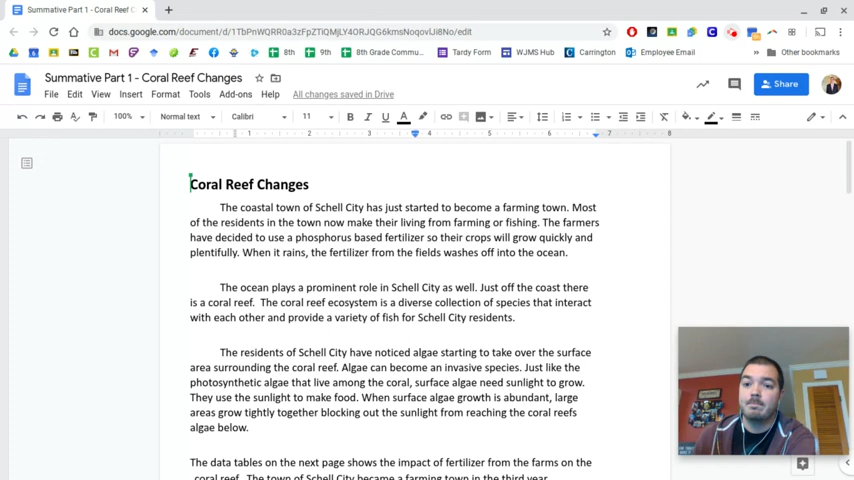 Summative Part 1 - Coral Reef C
docs.google.com/document/d/1TbPnWQRR0a3zFpZTIQMjLY4ORJQG6kmsNoqovlJi8No/edit
8th
9th
8th Grade Commu...
Tardy Form
WJMS Hub
Carrington
Employee Email
»
Other bookmarks
Summative Part 1 - Coral Reef Changes
File Edit View Insert Format Tools Add-ons Help All changes saved in Drive
Share
100% Normal text Calibri 11 B I U A
1 2 3 4 5 6 7 8
Coral Reef Changes
The coastal town of Schell City has just started to become a farming town. Most
of the residents in the town now make their living from farming or fishing. The farmers
have decided to use a phosphorus based fertilizer so their crops will grow quickly and
plentifully. When it rains, the fertilizer from the fields washes off into the ocean.
The ocean plays a prominent role in Schell City as well. Just off the coast there
is a coral reef. The coral reef ecosystem is a diverse collection of species that interact
with each other and provide a variety of fish for Schell City residents.
The residents of Schell City have noticed algae starting to take over the surface
area surrounding the coral reef. Algae can become an invasive species. Just like the
photosynthetic algae that live among the coral, surface algae need sunlight to grow.
They use the sunlight to make food. When surface algae growth is abundant, large
areas grow tightly together blocking out the sunlight from reaching the coral reefs
algae below.
The data tables on the next page shows the impact of fertilizer from the farms on the
coral reef. The town of Schell City became a farming town in the third year.